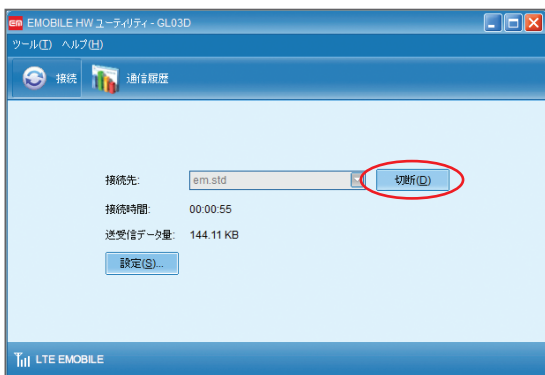 em EMOBILE HW ユーティリティ - GL03D
ツール(T) ヘルプ(H)
接続 通信履歴
接続先: em.std 切断(D)
接続時間: 00:00:55
送受信データ量: 144.11 KB
設定(S)...
LTE EMOBILE